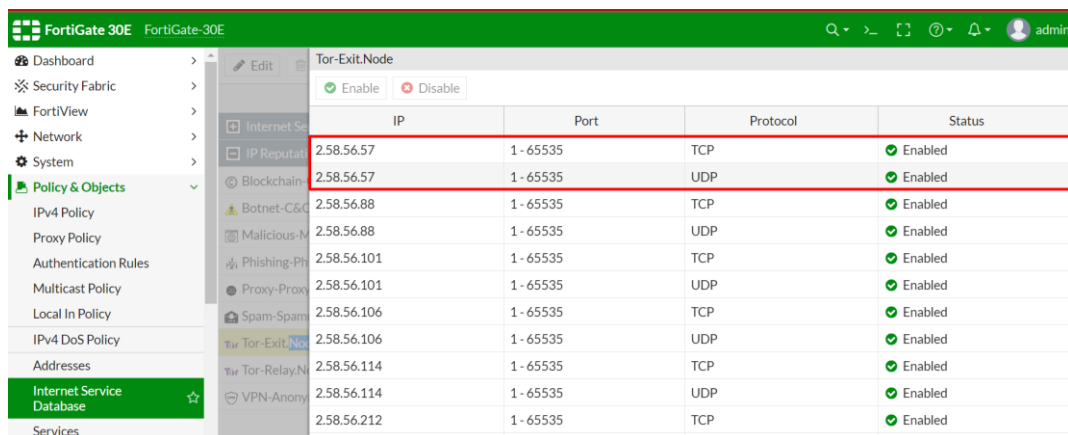 FortiGate 30E FortiGate-30E
admin
Dashboard
Security Fabric
FortiView
Network
System
Policy & Objects
IPv4 Policy
Proxy Policy
Authentication Rules
Multicast Policy
Local In Policy
IPv4 DoS Policy
Addresses
Internet Service
Database
Services
Edit
Internet Se
IP Reputati
Blockchain-
Botnet-C&C
Malicious-M
Phishing-Ph
Proxy-Proxy
Spam-Spam
Tor Tor-Exit.Nod
Tor Tor-Relay.No
VPN-Anony
Tor-Exit.Node
Enable Disable
IP Port Protocol Status
2.58.56.57 1 - 65535 TCP Enabled
2.58.56.57 1 - 65535 UDP Enabled
2.58.56.88 1 - 65535 TCP Enabled
2.58.56.88 1 - 65535 UDP Enabled
2.58.56.101 1 - 65535 TCP Enabled
2.58.56.101 1 - 65535 UDP Enabled
2.58.56.106 1 - 65535 TCP Enabled
2.58.56.106 1 - 65535 UDP Enabled
2.58.56.114 1 - 65535 TCP Enabled
2.58.56.114 1 - 65535 UDP Enabled
2.58.56.212 1 - 65535 TCP Enabled